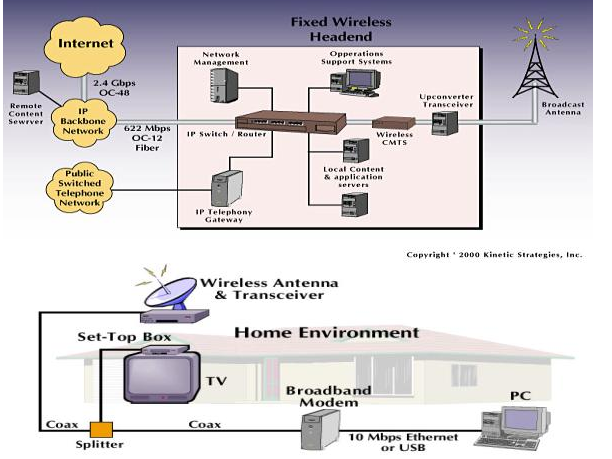 Fixed Wireless
Headend
Internet
Network
Management
Opperations
Support Systems
2.4 Gbps
OC-48
Upconverter
Transceiver
Remote
Content
Sewrver
IP
Backbone
Network
622 Mbps
OC-12
Fiber
IP Switch / Router
Wireless
CMTS
Broadcast
Antenna
Public
Switched
Telephone
Network
Local Content
& application
servers
IP Telephony
Gateway
Copyright ' 2000 Kinetic Strategies, Inc.
Wireless Antenna
& Transceiver
Set-Top Box
Home Environment
TV
Broadband
Modem
PC
Coax
Coax
Splitter
10 Mbps Ethernet
or USB